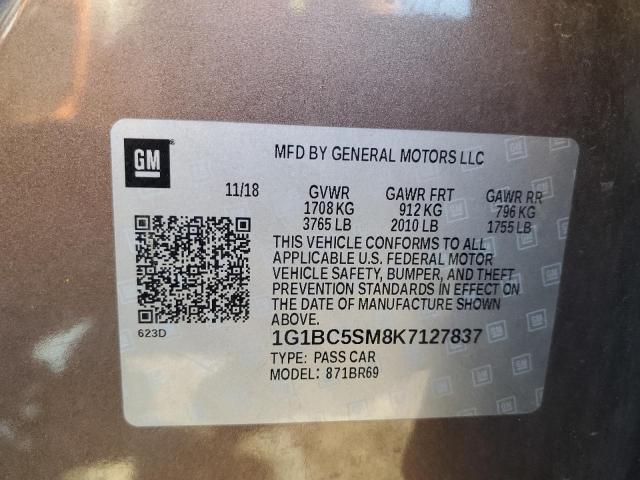 GM
MFD BY GENERAL MOTORS LLC
11/18 GVWR GAWR FRT GAWR RR
1708 KG 912 KG 796 KG
3765 LB 2010 LB 1755 LB
THIS VEHICLE CONFORMS TO ALL
APPLICABLE U.S. FEDERAL MOTOR
VEHICLE SAFETY, BUMPER, AND THEFT
PREVENTION STANDARDS IN EFFECT ON
THE DATE OF MANUFACTURE SHOWN
ABOVE.
623D
1G1BC5SM8K7127837
TYPE: PASS CAR
MODEL: 871BR69